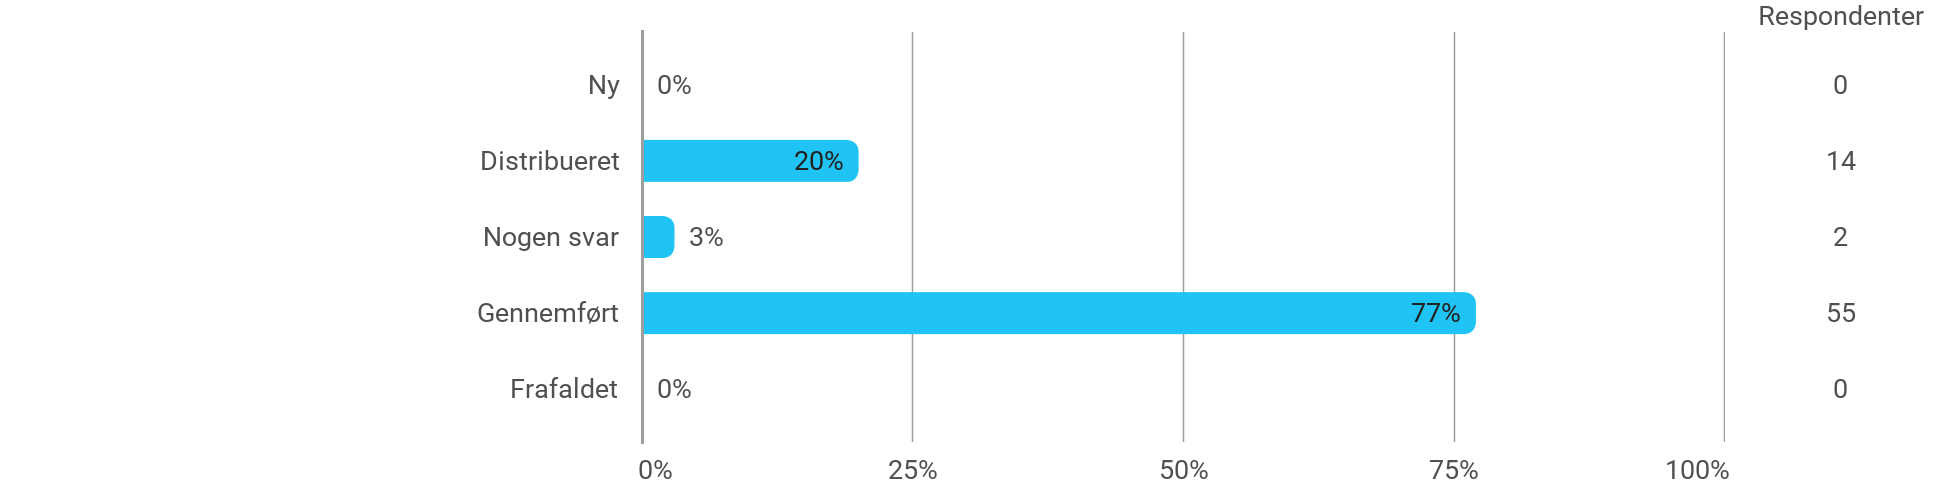 Respondenter
Ny 0% 0
Distribueret 20% 14
Nogen svar 3% 2
Gennemført 77% 55
Frafaldet 0% 0
0% 25% 50% 75% 100%